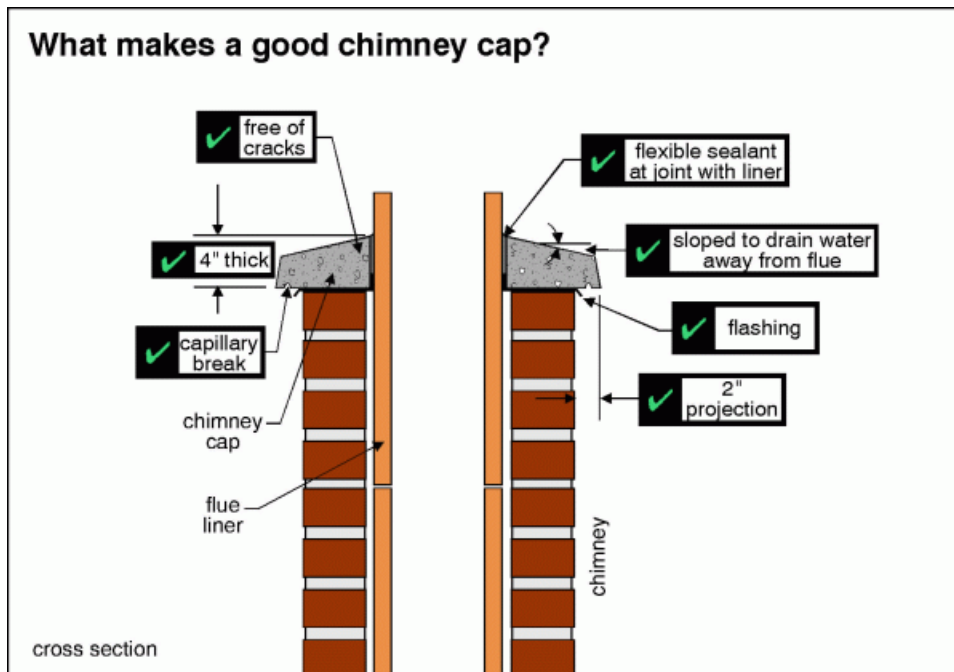 What makes a good chimney cap?
free of
cracks
flexible sealant
at joint with liner
4" thick
sloped to drain water
away from flue
capillary
break
flashing
2"
projection
chimney
cap
flue
liner
chimney
cross section